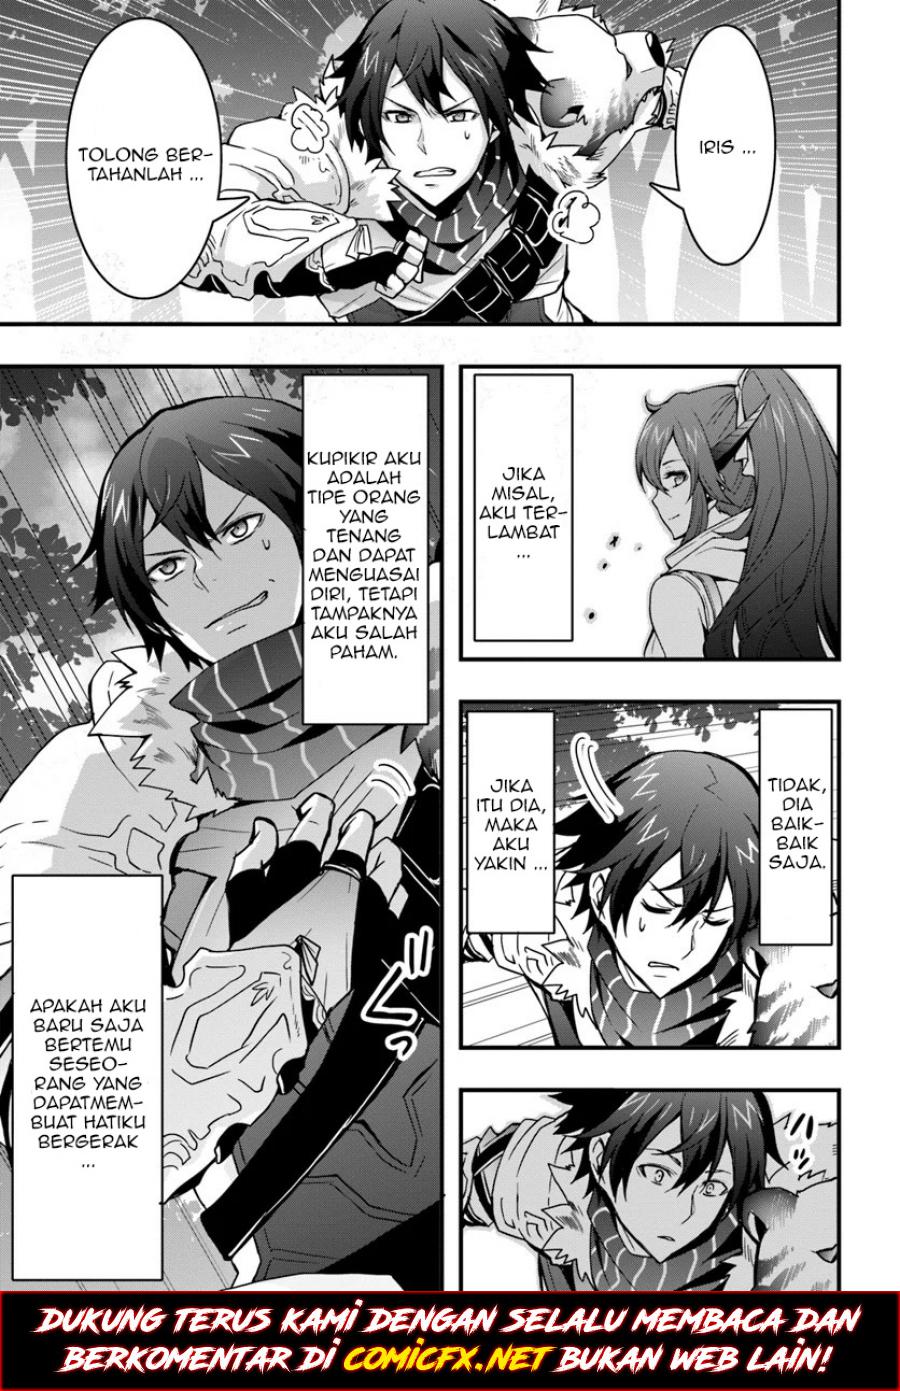 IRIS ...
TOLONG BER-
TAHANLAH ...
JIKA
MISAL,
AKU TER-
LAMBAT
...
TIDAK,
DIA
BAIK-
BAIK
SAJA.
JIKA
ITU DIA,
MAKA
AKU
YAKIN ...
KUPIKIR AKU
ADALAH
TIPE ORANG
YANG
TENANG
DAN DAPAT
MENGUASAI
DIRI, TETAPI
TAMPAKNYA
AKU SALAH
PAHAM.
APAKAH AKU
BARU SAJA
BERTEMU
SESEO-
RANG YANG
DAPATMEM-
BUAT HATIKU
BERGERAK
...
DUKUNG TERUS KAMI DENGAN SELALU MEMBACA DAN
BERKOMENTAR DI COMICFX.NET BUKAN WEB LAIN!